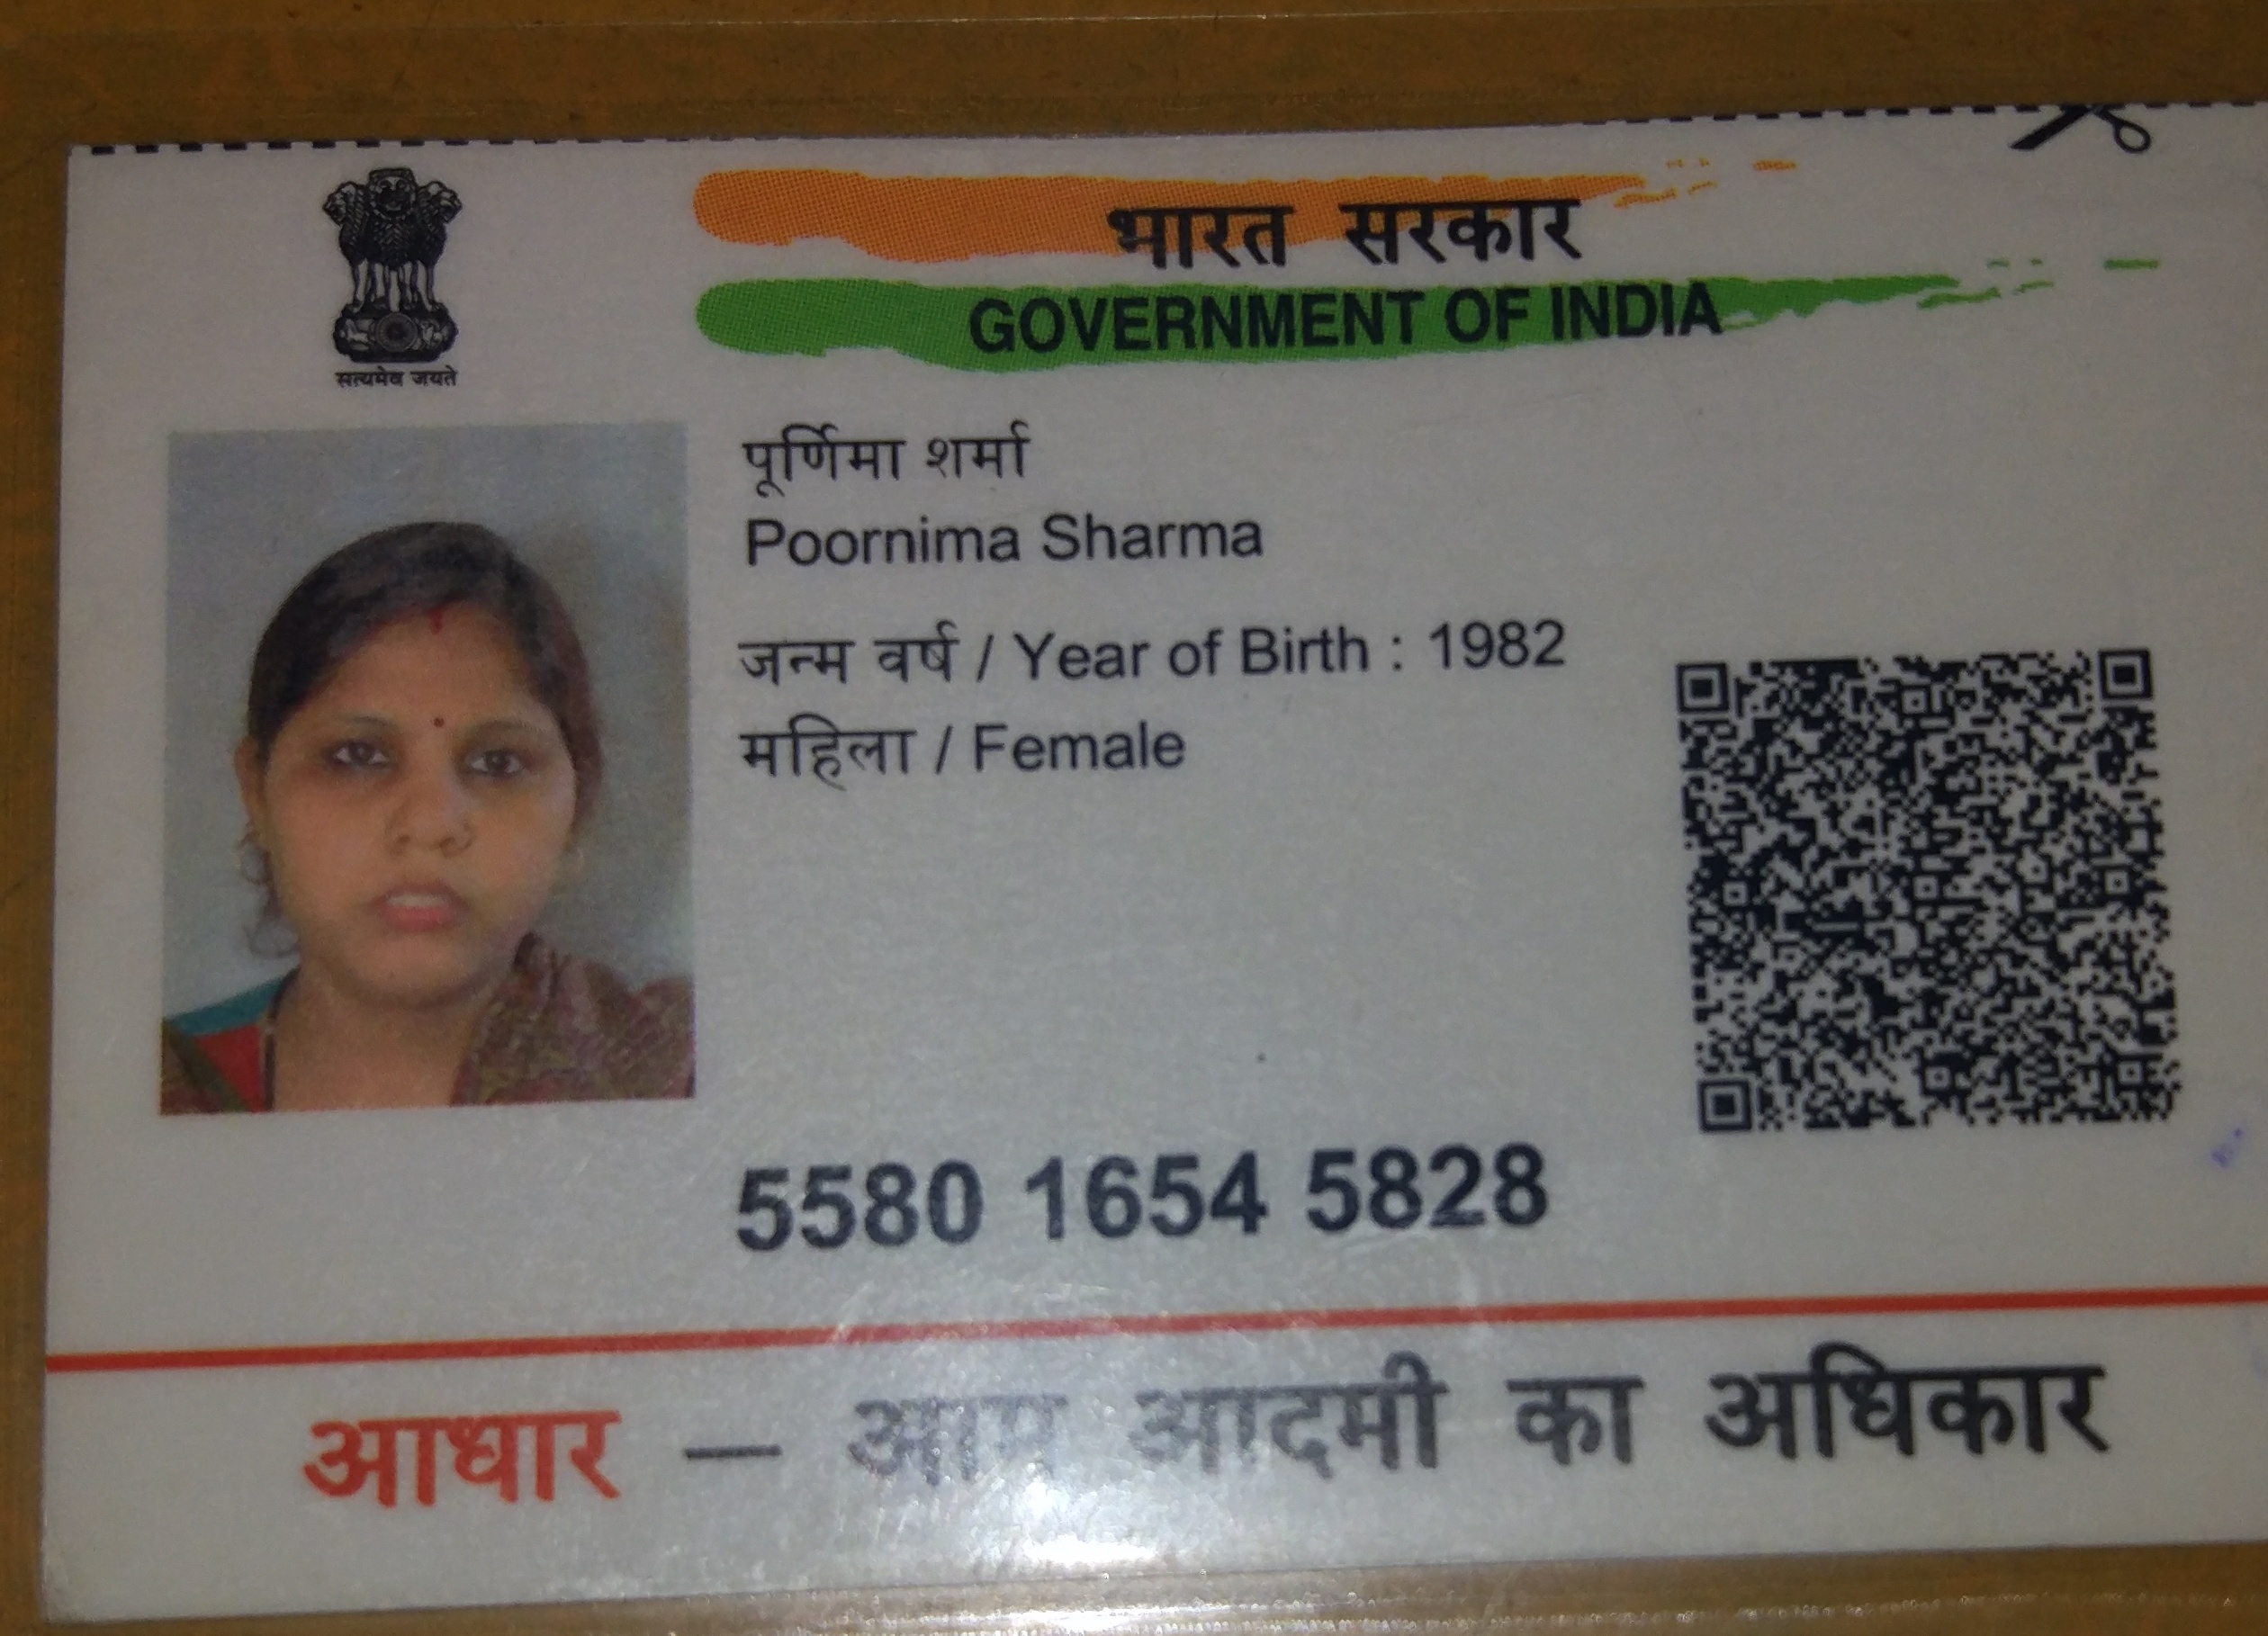 भारत सरकार
GOVERNMENT OF INDIA
सत्यमेव जयते
पूर्णिमा शर्मा
Poornima Sharma
जन्म वर्ष / Year of Birth : 1982
महिला / Female
5580 1654 5828
आधार — आम आदमी का अधिकार